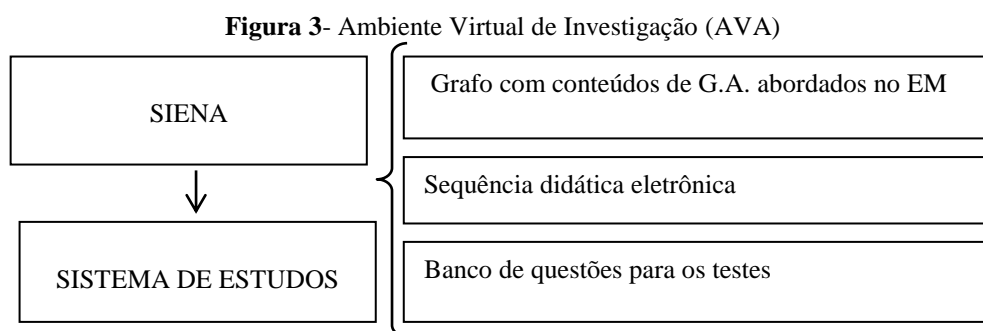 Figura 3- Ambiente Virtual de Investigação (AVA)
SIENA
SISTEMA DE ESTUDOS
Grafo com conteúdos de G.A. abordados no EM
Sequência didática eletrônica
Banco de questões para os testes